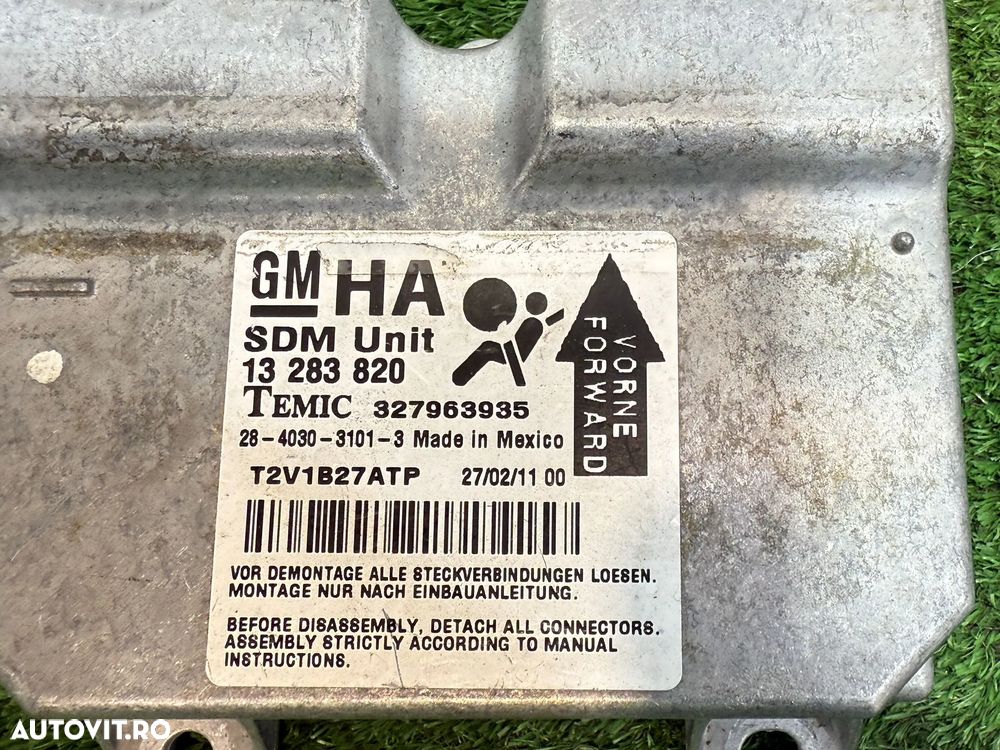 GM HA
SDM Unit
13 283 820
TEMIC 327963935
28-4030-3101-3 Made in Mexico
T2V1B27ATP 27/02/11 00
VORNE
FORWARD
VOR DEMONTAGE ALLE STECKVERBINDUNGEN LOESEN.
MONTAGE NUR NACH EINBAUANLEITUNG.
BEFORE DISASSEMBLY, DETACH ALL CONNECTORS.
ASSEMBLY STRICTLY ACCORDING TO MANUAL
INSTRUCTIONS.
AUTOVIT.RO